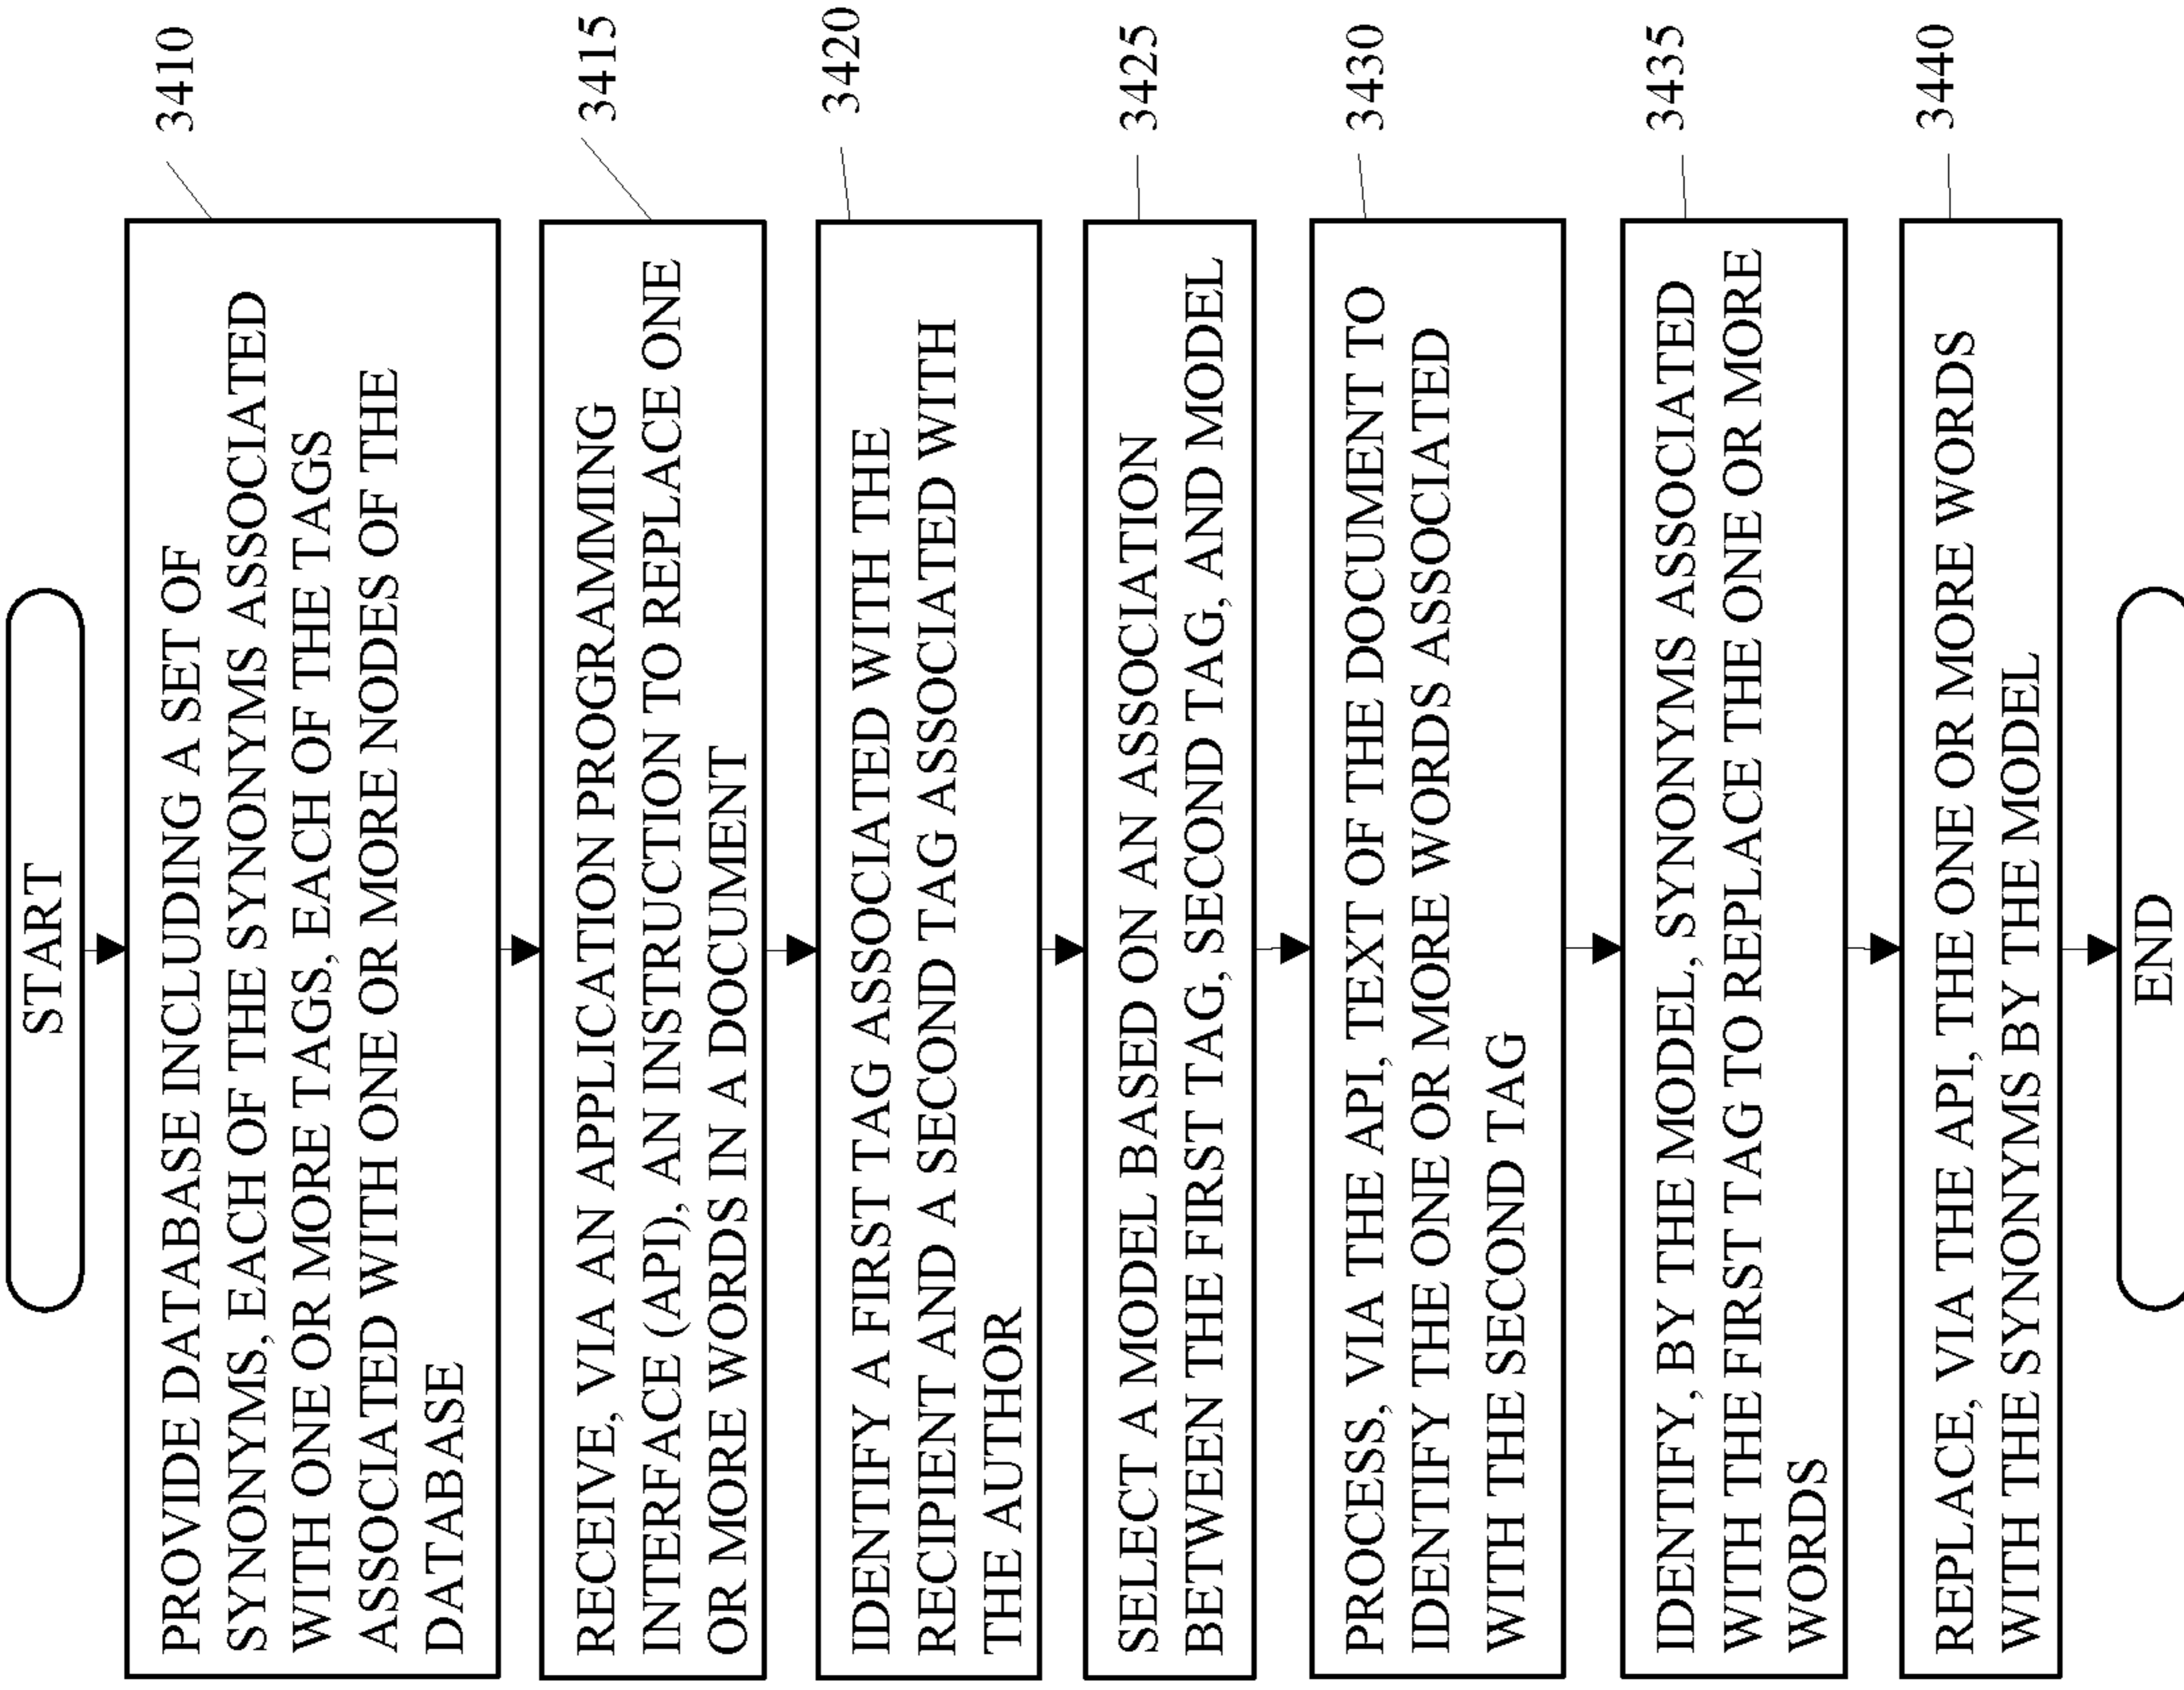 START
PROVIDE DATABASE INCLUDING A SET OF
SYNONYMS, EACH OF THE SYNONYMS ASSOCIATED
WITH ONE OR MORE TAGS, EACH OF THE TAGS
ASSOCIATED WITH ONE OR MORE NODES OF THE
DATABASE
3410
RECEIVE, VIA AN APPLICATION PROGRAMMING
INTERFACE (API), AN INSTRUCTION TO REPLACE ONE
OR MORE WORDS IN A DOCUMENT
3415
IDENTIFY A FIRST TAG ASSOCIATED WITH THE
RECIPIENT AND A SECOND TAG ASSOCIATED WITH
THE AUTHOR
3420
SELECT A MODEL BASED ON AN ASSOCIATION
BETWEEN THE FIRST TAG, SECOND TAG, AND MODEL
3425
PROCESS, VIA THE API, TEXT OF THE DOCUMENT TO
IDENTIFY THE ONE OR MORE WORDS ASSOCIATED
WITH THE SECOND TAG
3430
IDENTIFY, BY THE MODEL, SYNONYMS ASSOCIATED
WITH THE FIRST TAG TO REPLACE THE ONE OR MORE
WORDS
3435
REPLACE, VIA THE API, THE ONE OR MORE WORDS
WITH THE SYNONYMS BY THE MODEL
3440
END